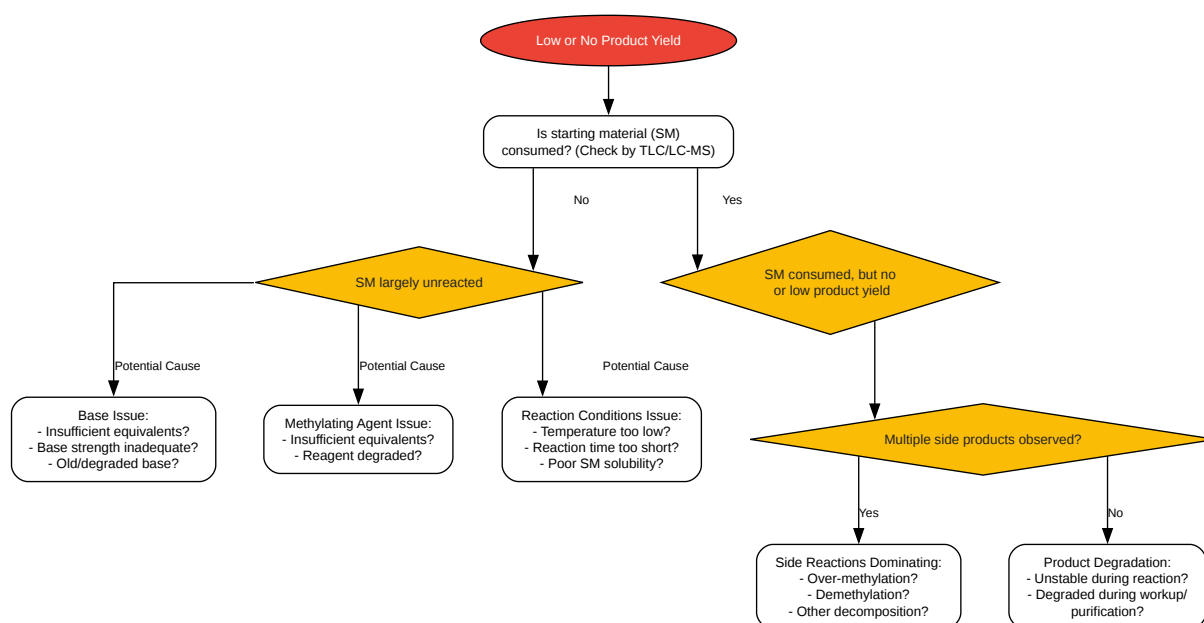 Low or No Product Yield
Is starting material (SM)
consumed? (Check by TLC/LC-MS)
No
Yes
SM largely unreacted
SM consumed, but no
or low product yield
Potential Cause
Potential Cause
Potential Cause
Base Issue:
- Insufficient equivalents?
- Base strength inadequate?
- Old/degraded base?
Methylating Agent Issue:
- Insufficient equivalents?
- Reagent degraded?
Reaction Conditions Issue:
- Temperature too low?
- Reaction time too short?
- Poor SM solubility?
Multiple side products observed?
Yes
No
Side Reactions Dominating:
- Over-methylation?
- Demethylation?
- Other decomposition?
Product Degradation:
- Unstable during reaction?
- Degraded during workup/
purification?